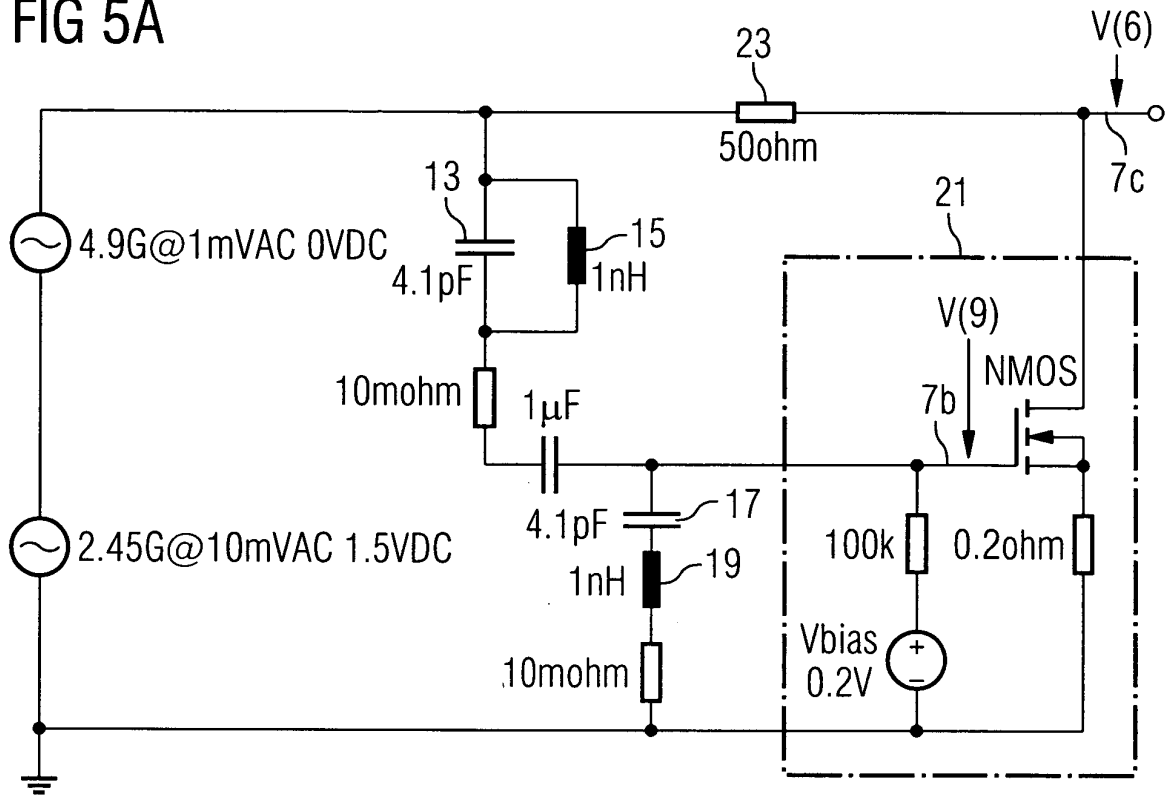 FIG 5A
V(6)
23
50ohm
7c
13
21
4.9G@1mVAC 0VDC
15
4.1pF
1nH
V(9)
10mohm
NMOS
1µF
7b
17
4.1pF
2.45G@10mVAC 1.5VDC
100k
0.2ohm
1nH
19
Vbias
0.2V
+
−
10mohm